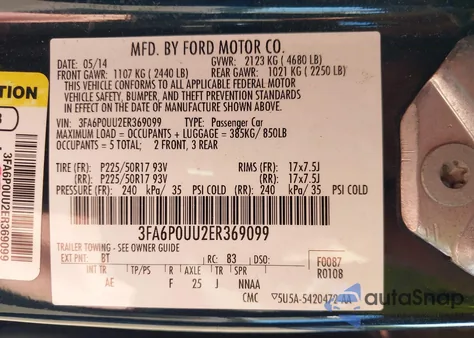 MFD. BY FORD MOTOR CO.
DATE: 05/14 GVWR: 2123 KG ( 4680 LB)
FRONT GAWR: 1107 KG ( 2440 LB) REAR GAWR: 1021 KG ( 2250 LB)
THIS VEHICLE CONFORMS TO ALL APPLICABLE FEDERAL MOTOR
VEHICLE SAFETY, BUMPER, AND THEFT PREVENTION STANDARDS
IN EFFECT ON THE DATE OF MANUFACTURE SHOWN ABOVE.
VIN: 3FA6P0UU2ER369099 TYPE: Passenger Car
MAXIMUM LOAD = OCCUPANTS + LUGGAGE = 385KG/850LB
OCCUPANTS = 5 TOTAL; 2 FRONT, 3 REAR
TIRE (FR): P225/50R17 93V RIMS (FR): 17x7.5J
TIRE (RR): P225/50R17 93V RIMS (RR): 17x7.5J
PRESSURE (FR): 240 kPa/ 35 PSI COLD (RR): 240 kPa/ 35 PSI COLD
3FA6P0UU2ER369099
TRAILER TOWING - SEE OWNER GUIDE
EXT PNT: BT RC: 83 DSO: F0087
R0108
INT TR TP/PS R AXLE TR SPR
AE F 25 J NNAA
CMC 5U5A-5420472-AA
TION
3FA6P0UU2ER369099
autoSnap